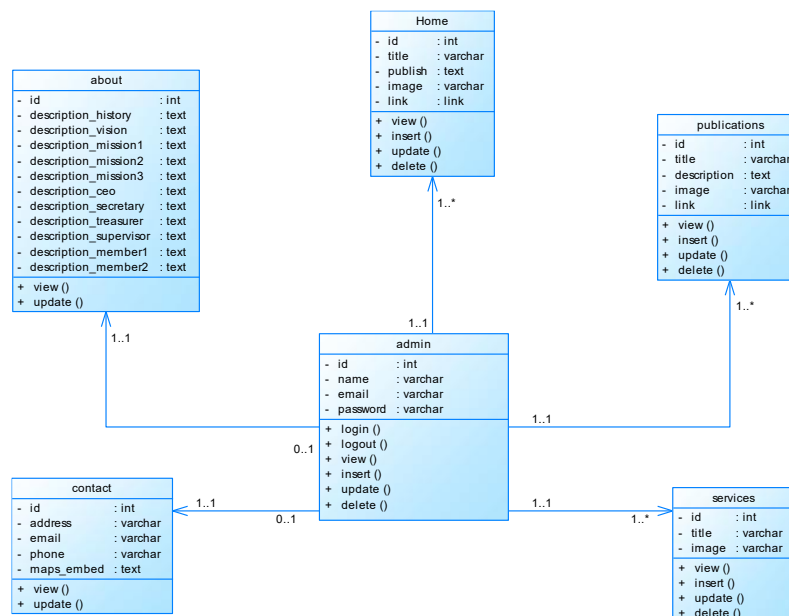 Home
- id : int
- title : varchar
- publish : text
- image : varchar
- link : link
+ view ()
+ insert ()
+ update ()
+ delete ()
about
- id : int
- description_history : text
- description_vision : text
- description_mission1 : text
- description_mission2 : text
- description_mission3 : text
- description_ceo : text
- description_secretary : text
- description_treasurer : text
- description_supervisor : text
- description_member1 : text
- description_member2 : text
+ view ()
+ update ()
publications
- id : int
- title : varchar
- description : text
- image : varchar
- link : link
+ view ()
+ insert ()
+ update ()
+ delete ()
1..*
1..*
1..1
1..1
admin
- id : int
- name : varchar
- email : varchar
- password : varchar
+ login ()
+ logout ()
+ view ()
+ insert ()
+ update ()
+ delete ()
1..1
0..1
contact
- id : int
- address : varchar
- email : varchar
- phone : varchar
- maps_embed : text
+ view ()
+ update ()
1..1
0..1
1..1
1..*
services
- id : int
- title : varchar
- image : varchar
+ view ()
+ insert ()
+ update ()
+ delete ()